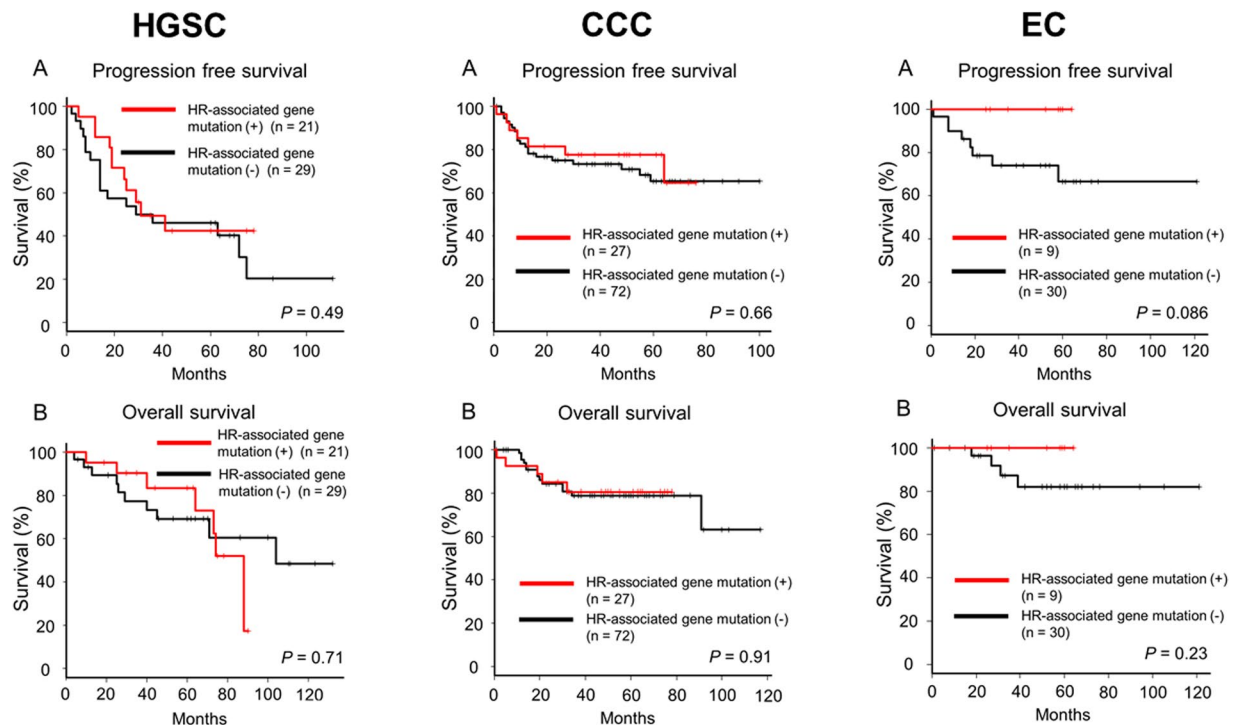 HGSC
A
Progression free survival
HR-associated gene
mutation (+) (n = 21)
HR-associated gene
mutation (-) (n = 29)
Survival (%)
100
80
60
40
20
0
P = 0.49
0 20 40 60 80 100
Months
B
Overall survival
HR-associated gene
mutation (+) (n = 21)
HR-associated gene
mutation (-) (n = 29)
Survival (%)
100
80
60
40
20
0
P = 0.71
0 20 40 60 80 100 120
Months
CCC
A
Progression free survival
Survival (%)
100
80
60
40
20
0
HR-associated gene mutation (+)
(n = 27)
HR-associated gene mutation (-)
(n = 72)
P = 0.66
0 20 40 60 80 100
Months
B
Overall survival
Survival (%)
100
80
60
40
20
0
HR-associated gene mutation (+)
(n = 27)
HR-associated gene mutation (-)
(n = 72)
P = 0.91
0 20 40 60 80 100 120
Months
EC
A
Progression free survival
Survival (%)
100
80
60
40
20
0
HR-associated gene mutation (+)
(n = 9)
HR-associated gene mutation (-)
(n = 30)
P = 0.086
0 20 40 60 80 100 120
Months
B
Overall survival
Survival (%)
100
80
60
40
20
0
HR-associated gene mutation (+)
(n = 9)
HR-associated gene mutation (-)
(n = 30)
P = 0.23
0 20 40 60 80 100 120
Months